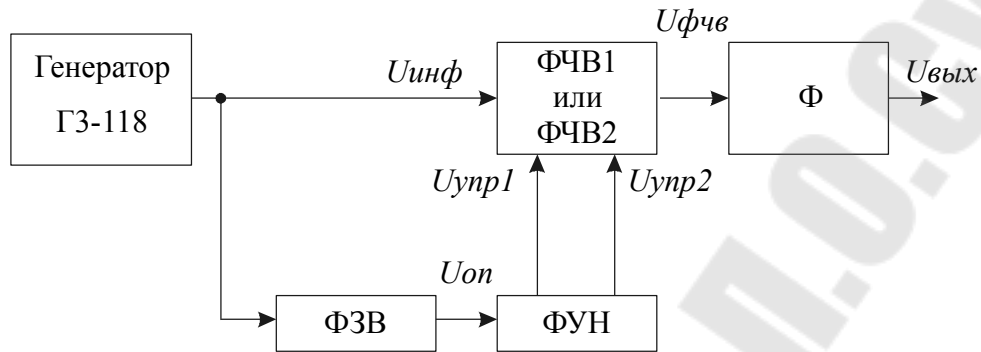 Генератор
Г3-118
Uинф
ФЧВ1
или
ФЧВ2
Uфчв
Ф
Uвых
Uупр1
Uупр2
ФЗВ
Uоп
ФУН